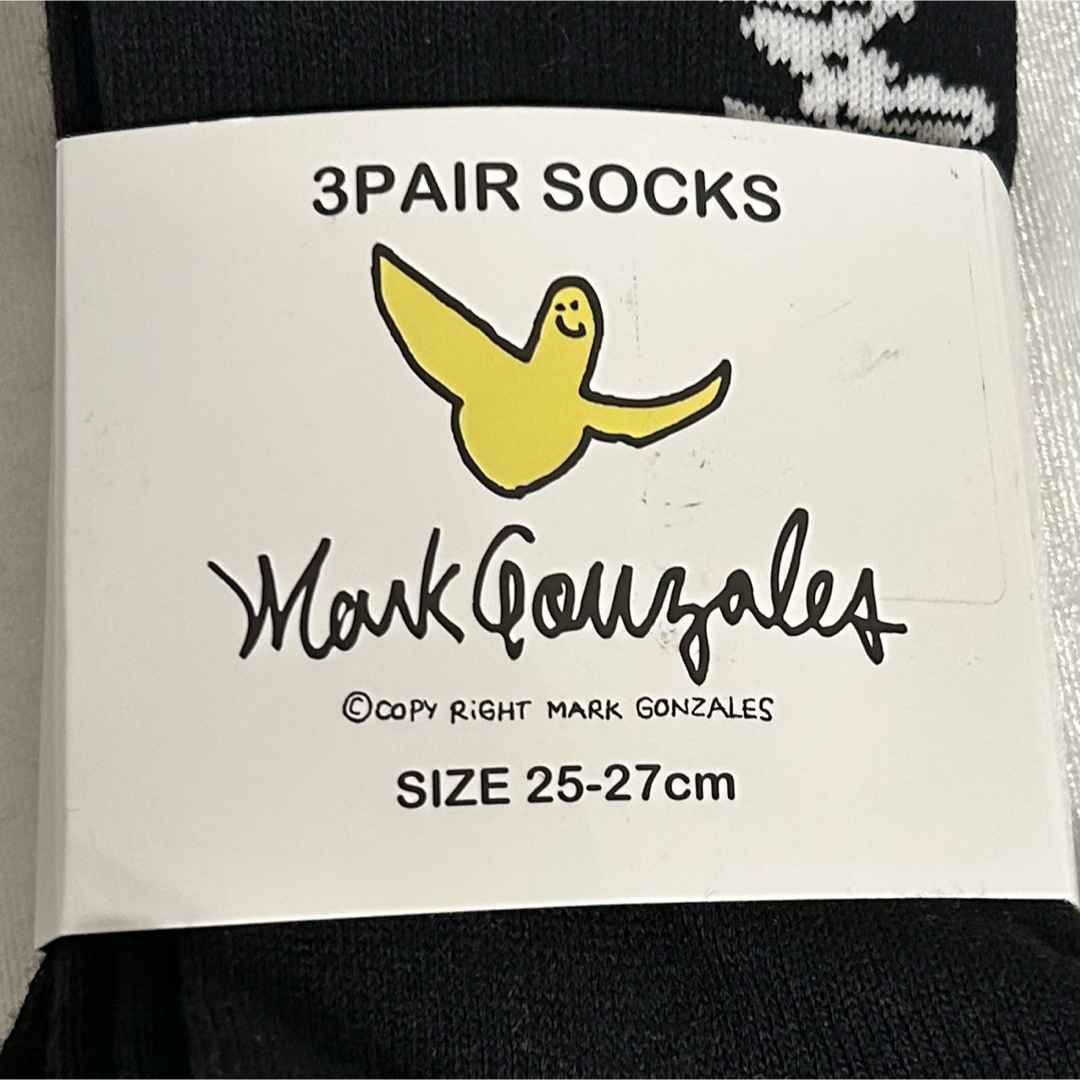 3PAIR SOCKS
Mark Gonzales
©COPY RiGHT MARK GONZALES
SIZE 25-27cm